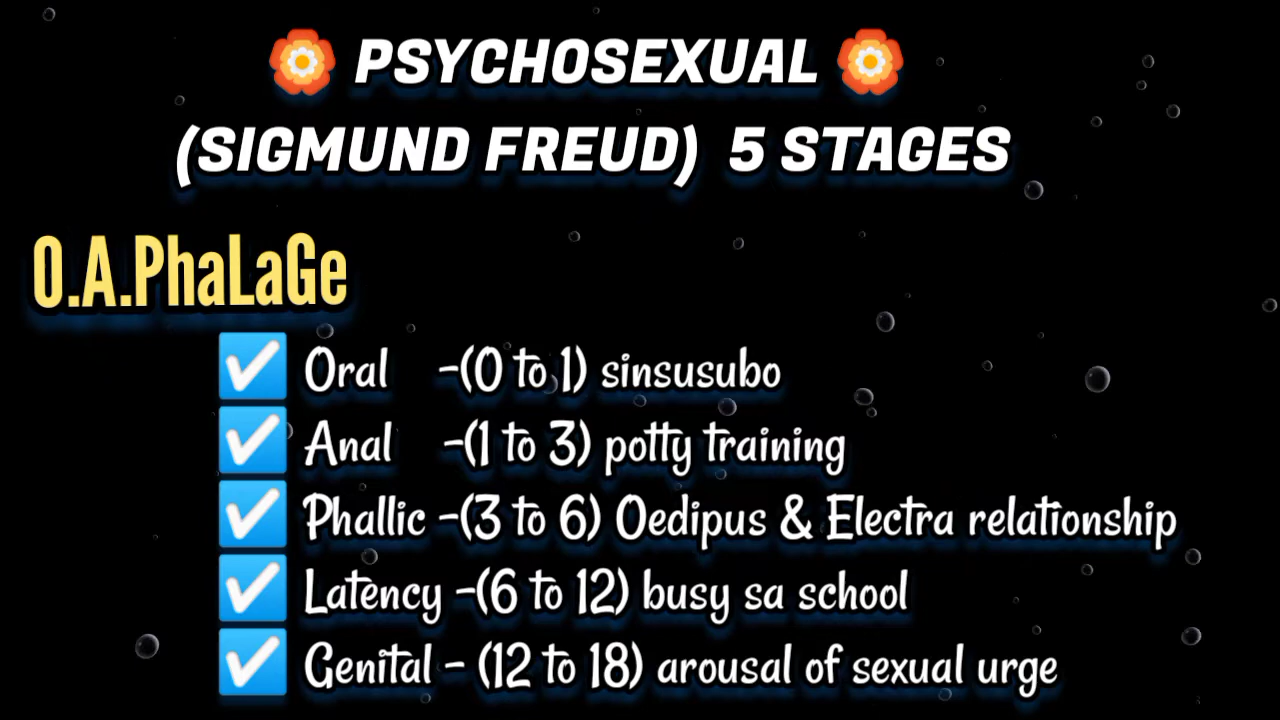 PSYCHOSEXUAL
(SIGMUND FREUD) 5 STAGES
O.A.PhaLaGe
Oral -(0 to 1) sinsusubo
Anal -(1 to 3) potty training
Phallic -(3 to 6) Oedipus & Electra relationship
Latency -(6 to 12) busy sa school
Genital - (12 to 18) arousal of sexual urge